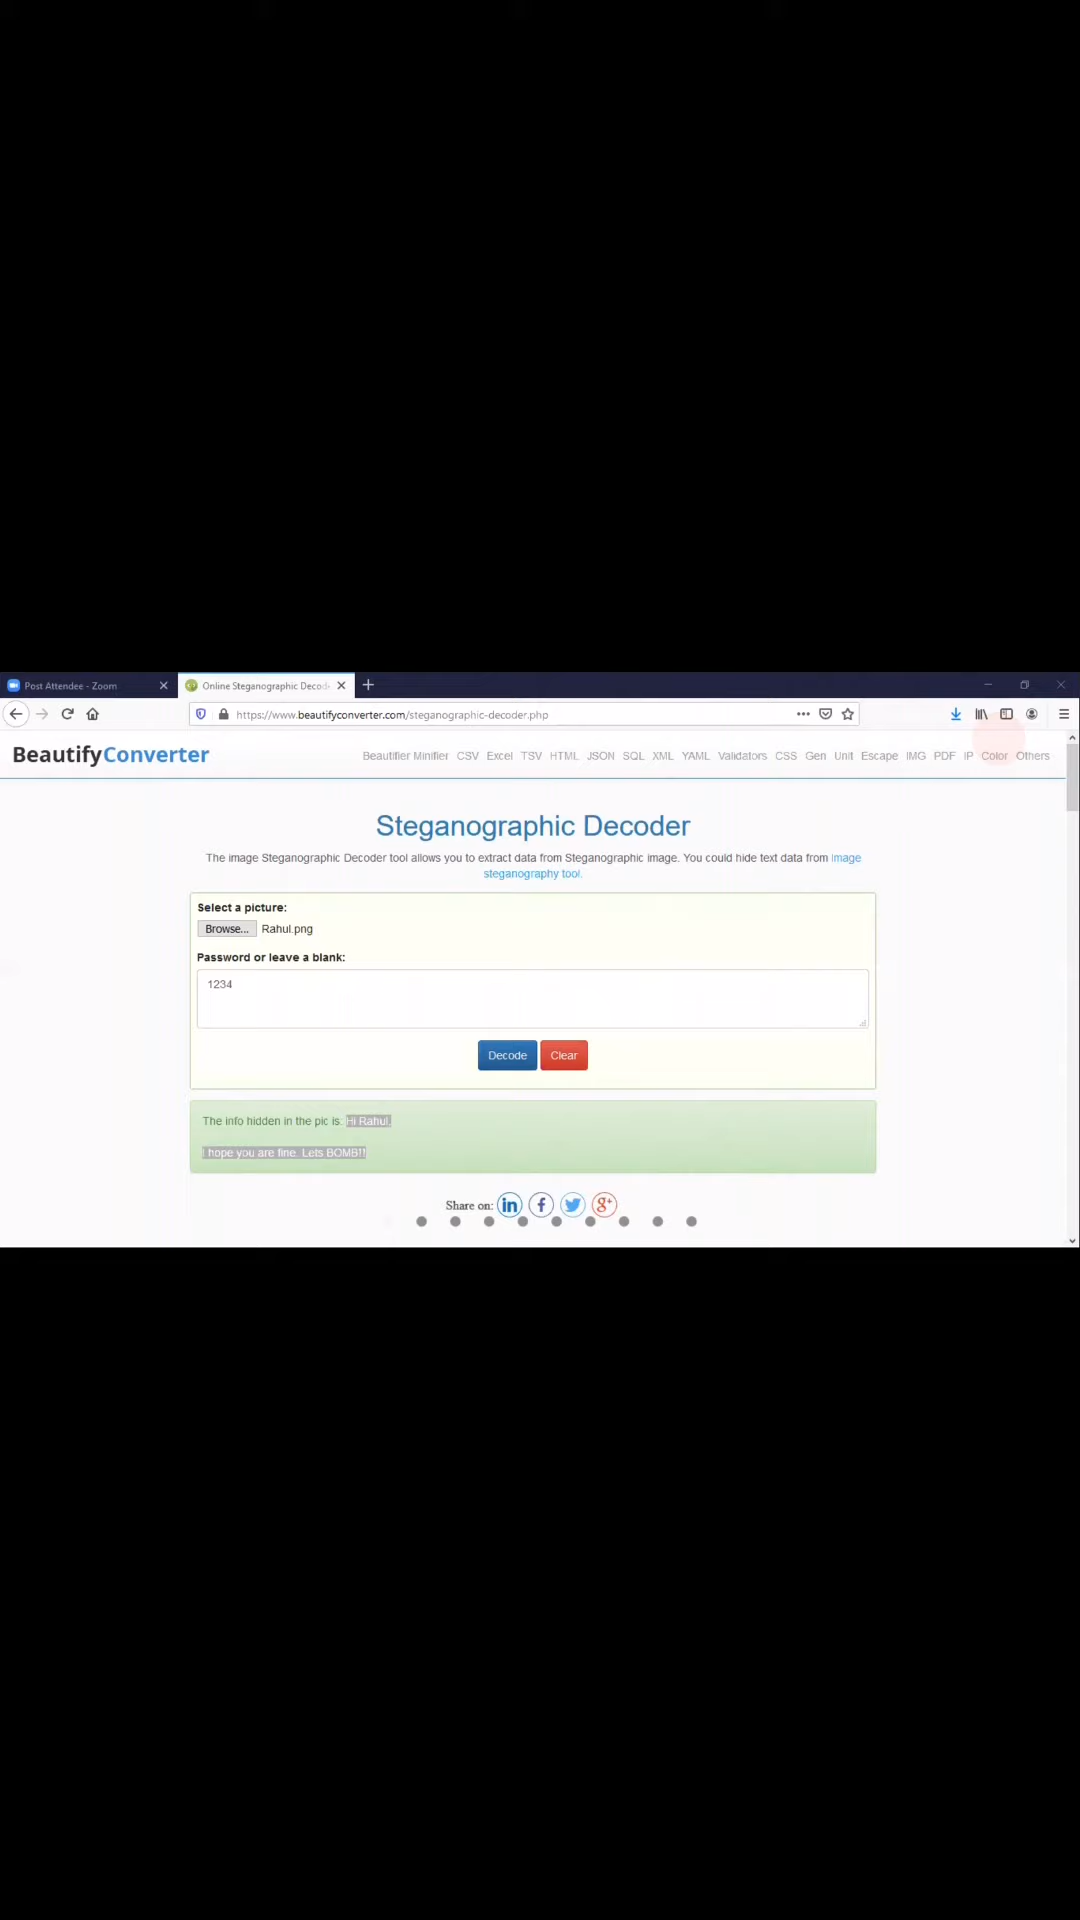 Post Attendee - Zoom
Online Steganographic Decod
https://www.beautifyconverter.com/steganographic-decoder.php
BeautifyConverter
Beautifier Minifier CSV Excel TSV HTML JSON SQL XML YAML Validators CSS Gen Unit Escape IMG PDF IP Color Others
Steganographic Decoder
The image Steganographic Decoder tool allows you to extract data from Steganographic image. You could hide text data from image
steganography tool.
Select a picture:
Browse... Rahul.png
Password or leave a blank:
1234
Decode Clear
The info hidden in the pic is: Hi Rahul,
I hope you are fine. Lets BOMB!!
Share on: in f g+